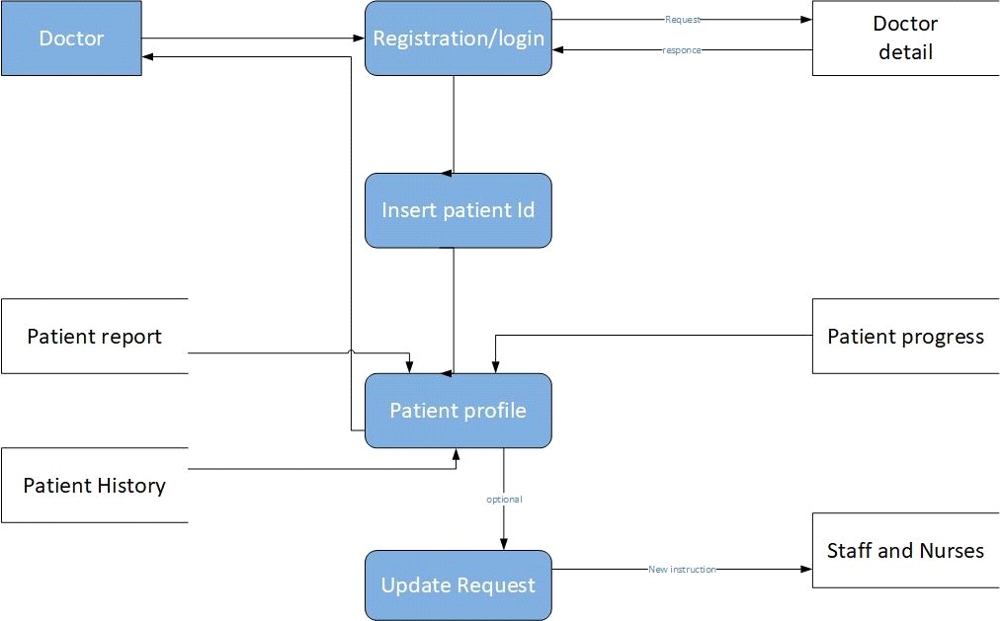 Doctor
Registration/login
Request
responce
Doctor
detail
Insert patient Id
Patient report
Patient progress
Patient profile
Patient History
optional
Staff and Nurses
Update Request
New instruction